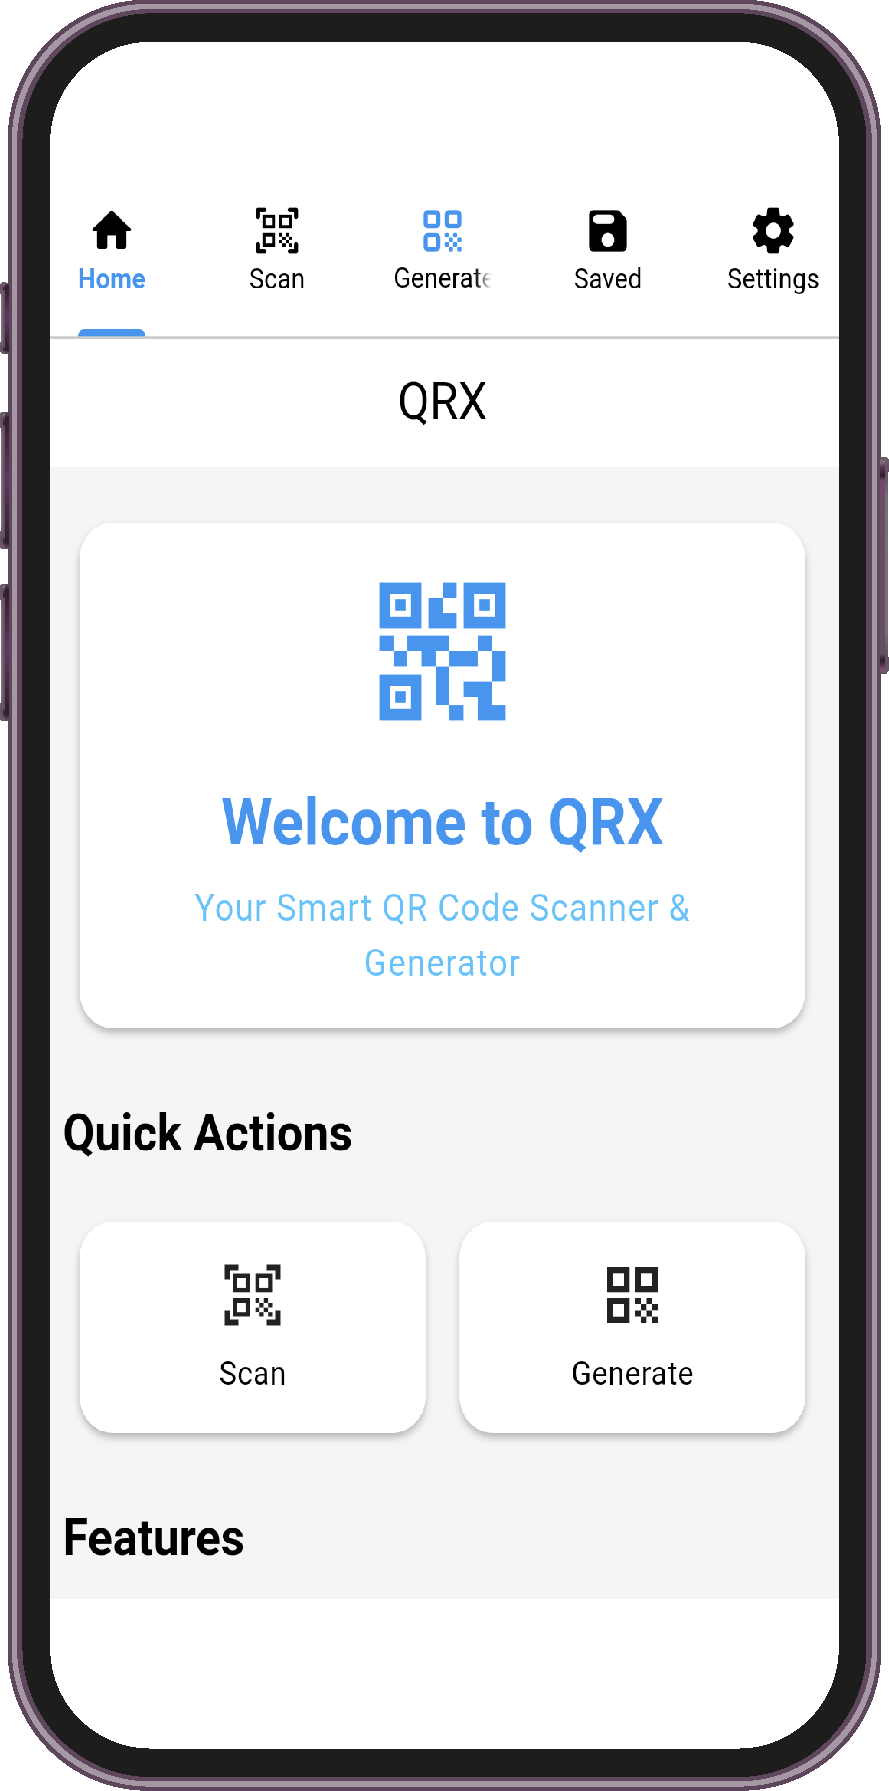 Home Scan Generate Saved Settings
QRX
Welcome to QRX
Your Smart QR Code Scanner &
Generator
Quick Actions
Scan Generate
Features